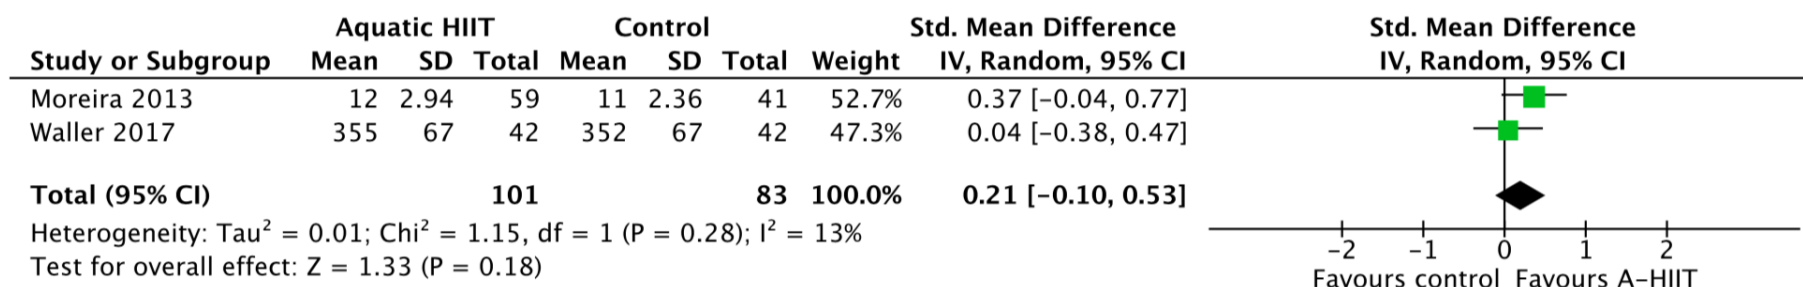 Aquatic HIIT Control Std. Mean Difference Std. Mean Difference
Study or Subgroup Mean SD Total Mean SD Total Weight IV, Random, 95% CI IV, Random, 95% CI
Moreira 2013 12 2.94 59 11 2.36 41 52.7% 0.37 [−0.04, 0.77]
Waller 2017 355 67 42 352 67 42 47.3% 0.04 [−0.38, 0.47]
Total (95% CI) 101 83 100.0% 0.21 [−0.10, 0.53]
Heterogeneity: Tau² = 0.01; Chi² = 1.15, df = 1 (P = 0.28); I² = 13%
Test for overall effect: Z = 1.33 (P = 0.18)
−2 −1 0 1 2
Favours control Favours A−HIIT